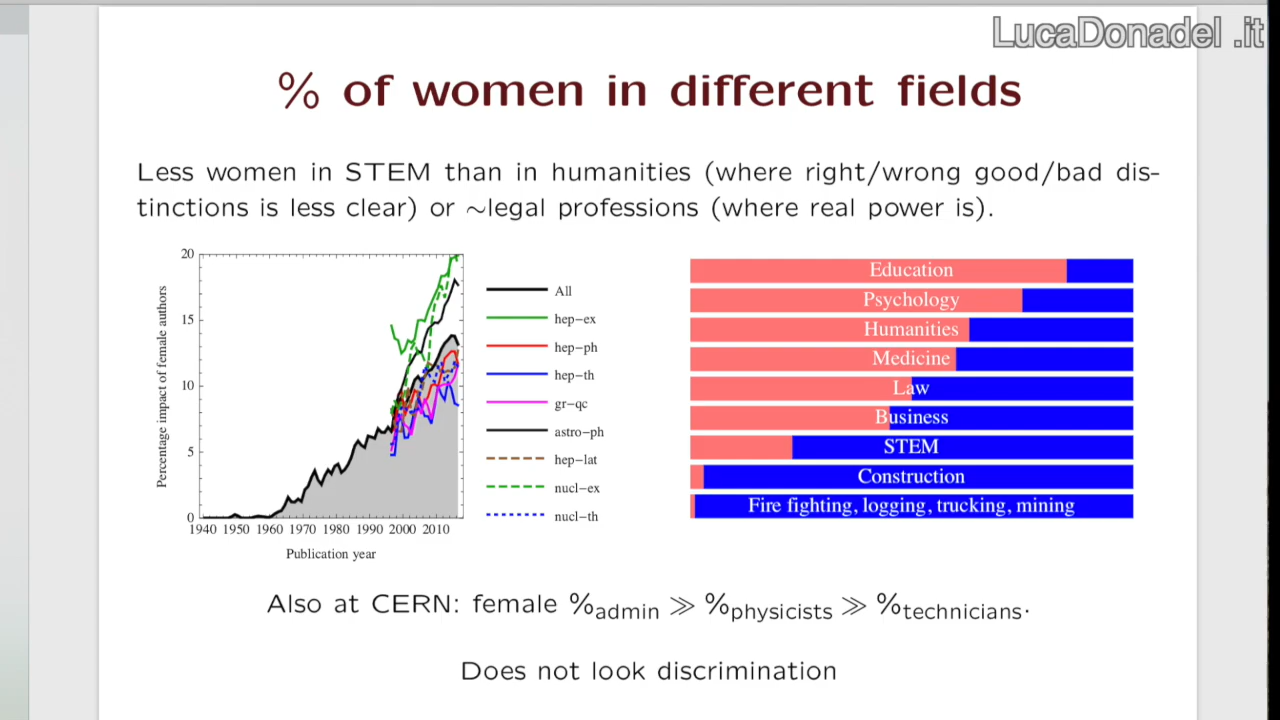 LucaDonadel .it
% of women in different fields
Less women in STEM than in humanities (where right/wrong good/bad dis-
tinctions is less clear) or ∼legal professions (where real power is).
Percentage impact of female authors
20
15
10
5
0
1940 1950 1960 1970 1980 1990 2000 2010
Publication year
All
hep−ex
hep−ph
hep−th
gr−qc
astro−ph
hep−lat
nucl−ex
nucl−th
Education
Psychology
Humanities
Medicine
Law
Business
STEM
Construction
Fire fighting, logging, trucking, mining
Also at CERN: female %admin ≫ %physicists ≫ %technicians.
Does not look discrimination